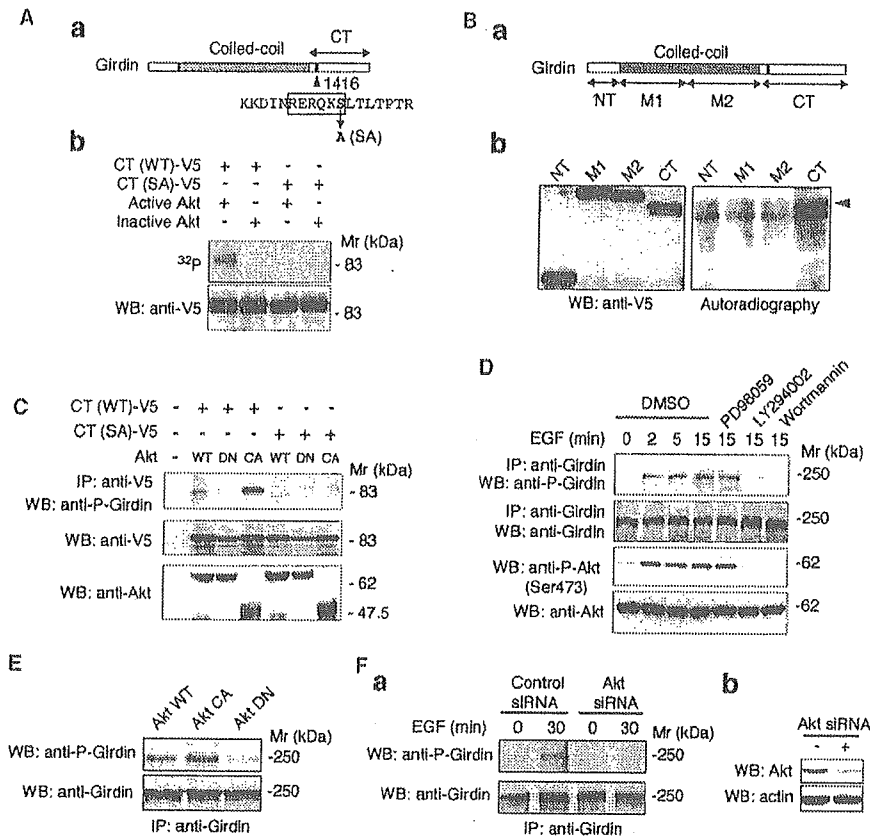 A
a
CT
Coiled-coil
Girdin
1416
KKDINRERQKSLTLTPTR
A (SA)
b
CT (WT)-V5 + + - -
CT (SA)-V5 - - + +
Active Akt + - + -
Inactive Akt - + - +
Mr (kDa)
32P
- 83
WB: anti-V5
- 83
B
a
Coiled-coil
Girdin
NT M1 M2 CT
b
NT M1 M2 CT NT M1 M2 CT
WB: anti-V5 Autoradiography
C
CT (WT)-V5 - + + + - - -
CT (SA)-V5 - - - - + + +
Akt - WT DN CA WT DN CA
Mr (kDa)
IP: anti-V5
WB: anti-P-Girdin
- 83
WB: anti-V5
- 83
WB: anti-Akt
- 62
- 47.5
D
DMSO PD98059 LY294002 Wortmannin
EGF (min) 0 2 5 15 15 15 15
Mr (kDa)
IP: anti-Girdin
WB: anti-P-Girdin
-250
IP: anti-Girdin
WB: anti-Girdin
-250
WB: anti-P-Akt
(Ser473)
-62
WB: anti-Akt
-62
E
Akt WT Akt CA Akt DN
Mr (kDa)
WB: anti-P-Girdin
-250
WB: anti-Girdin
-250
IP: anti-Girdin
F
a
Control siRNA
Akt siRNA
EGF (min) 0 30 0 30
Mr (kDa)
WB: anti-P-Girdin
-250
WB: anti-Girdin
-250
IP: anti-Girdin
b
Akt siRNA
- +
WB: Akt
WB: actin